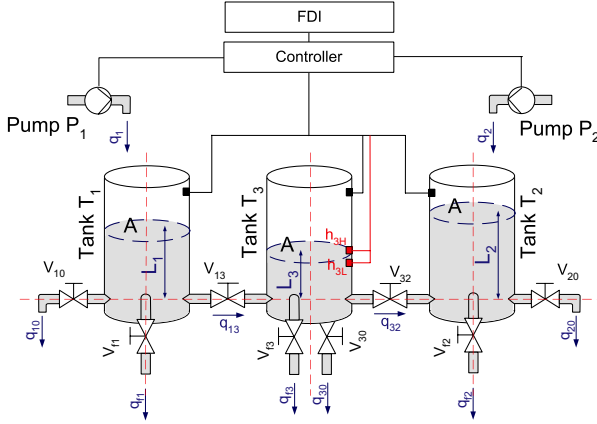 FDI
Controller
Pump P1
q1
q2
Pump P2
Tank T1
A
L1
Tank T3
A
L3
h3H
h3L
Tank T2
A
L2
V10
V13
V32
V20
q10
q13
q32
q20
Vf1
Vf3
V30
Vf2
qf1
qf3
q30
qf2